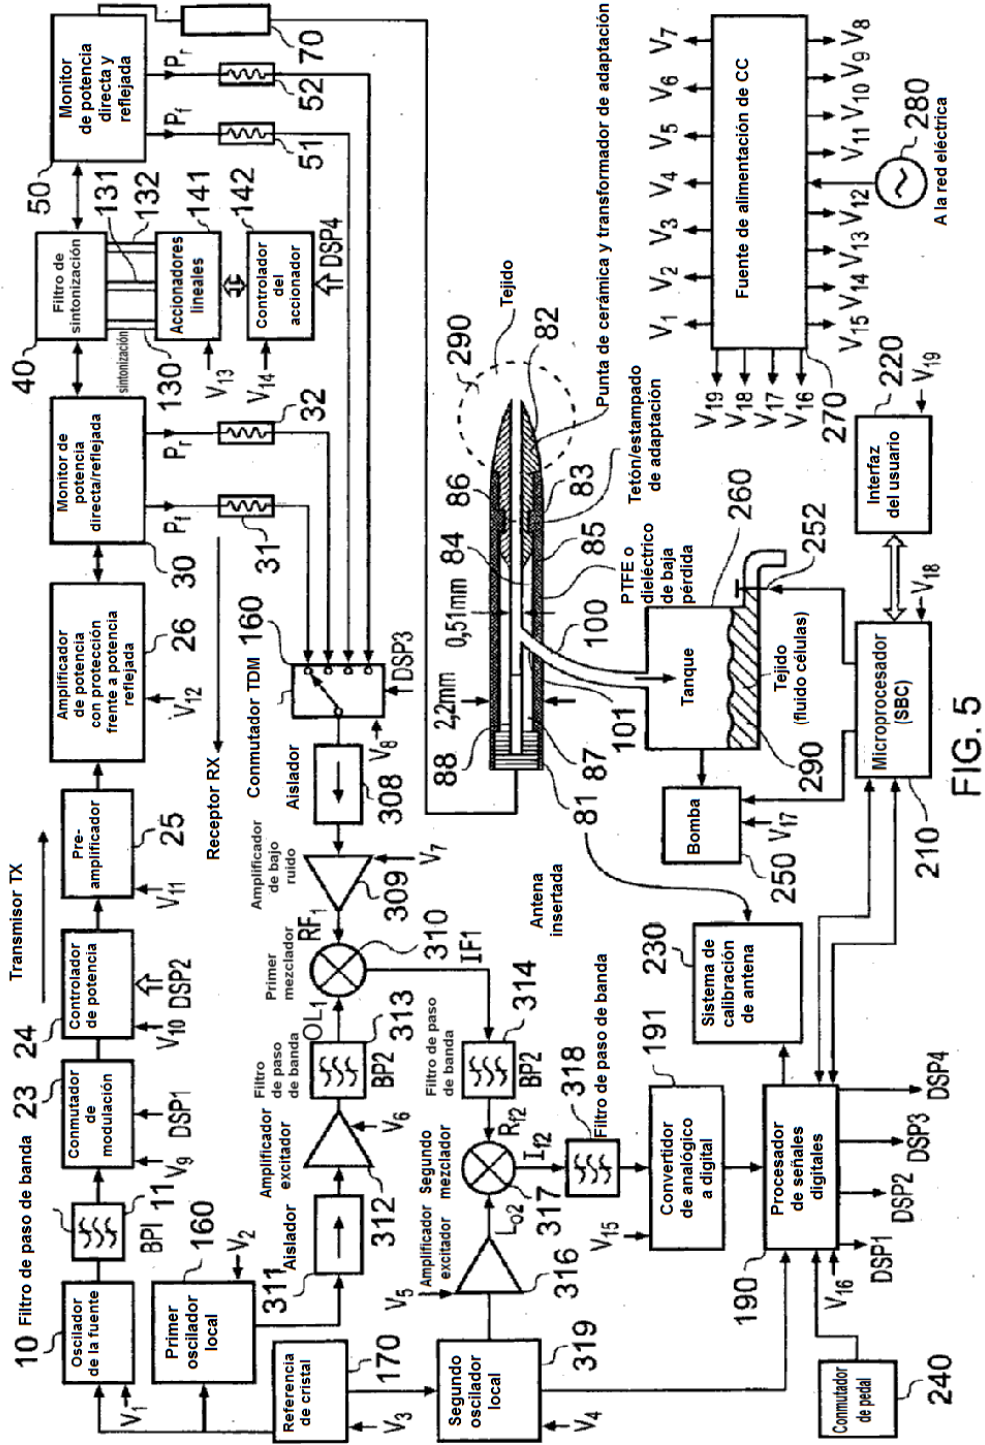 Transmisor TX
Receptor RX
10
Oscilador
de la fuente
V1
Filtro de paso de banda
BPI
11
23
Conmutador
de
modulación
V9
DSP1
24
Controlador
de potencia
V10
DSP2
Pre-
amplificador
25
V11
Amplificador
de potencia
con protección
frente a potencia
reflejada
26
V12
Monitor de
potencia
directa/reflejada
30
Pf
Pr
31
32
40
Filtro de
sintonización
sintonización
130
131
132
Accionadores
lineales
141
V13
Controlador
del
accionador
142
V14
DSP4
50
Monitor
de potencia
directa y
reflejada
Pf
Pr
51
52
70
Primer
oscilador
local
160
V2
Aislador
311
Amplificador
excitador
312
V6
Filtro
de paso
de banda
BP2
313
OL1
Primer
mezclador
310
RF1
IF1
Amplificador
de bajo
ruido
309
V7
Aislador
308
Conmutador TDM
160
V8
DSP3
Referencia
de cristal
170
V3
Segundo
oscilador
local
319
V4
Amplificador
excitador
316
V5
Lo2
Segundo
mezclador
317
Rf2
If2
Filtro de paso
de banda
BP2
314
318
Filtro de paso de banda
Convertidor
de analógico
a digital
191
V15
Procesador
de señales
digitales
190
V16
DSP1
DSP2
DSP3
DSP4
Conmutador
de pedal
240
Sistema de
calibración
de antena
230
Antena
insertada
81
88
87
2,2mm
0,51mm
101
100
84
85
86
83
82
290
Tejido
PTFE o
dieléctrico
de baja
pérdida
Tetón/estampado
de adaptación
Punta de cerámica y transformador de adaptación
Tanque
260
252
Tejido
(fluido células)
290
Bomba
250
V17
Microprocesador
(SBC)
210
V18
Interfaz
del usuario
220
V19
Fuente de alimentación de CC
270
V1
V2
V3
V4
V5
V6
V7
V8
V9
V10
V11
V12
V13
V14
V15
V16
V17
V18
V19
280
A la red eléctrica
FIG. 5